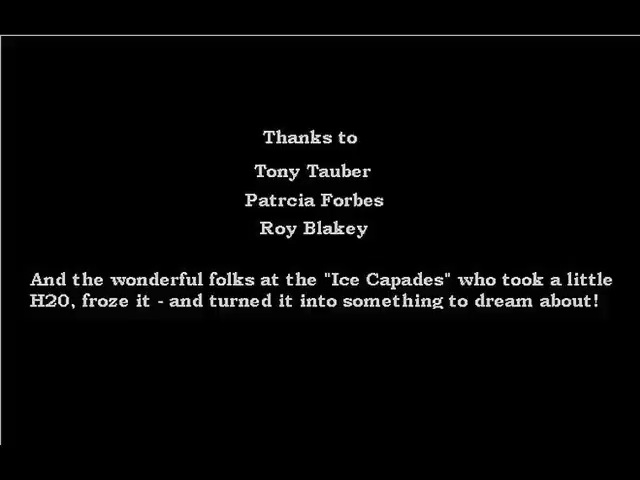 Thanks to
Tony Tauber
Patrcia Forbes
Roy Blakey
And the wonderful folks at the "Ice Capades" who took a little
H20, froze it - and turned it into something to dream about!